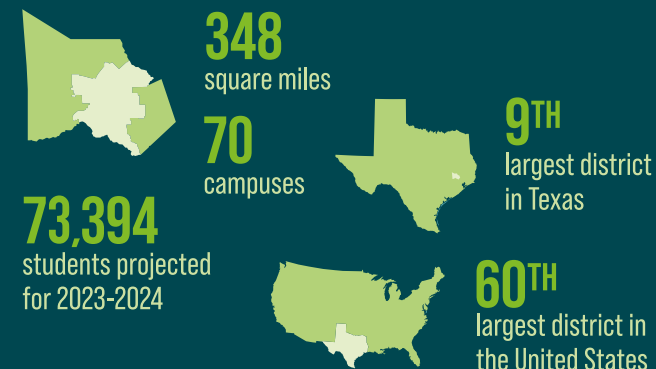 348
square miles
70
campuses
73,394
students projected
for 2023-2024
9TH
largest district
in Texas
60TH
largest district in
the United States